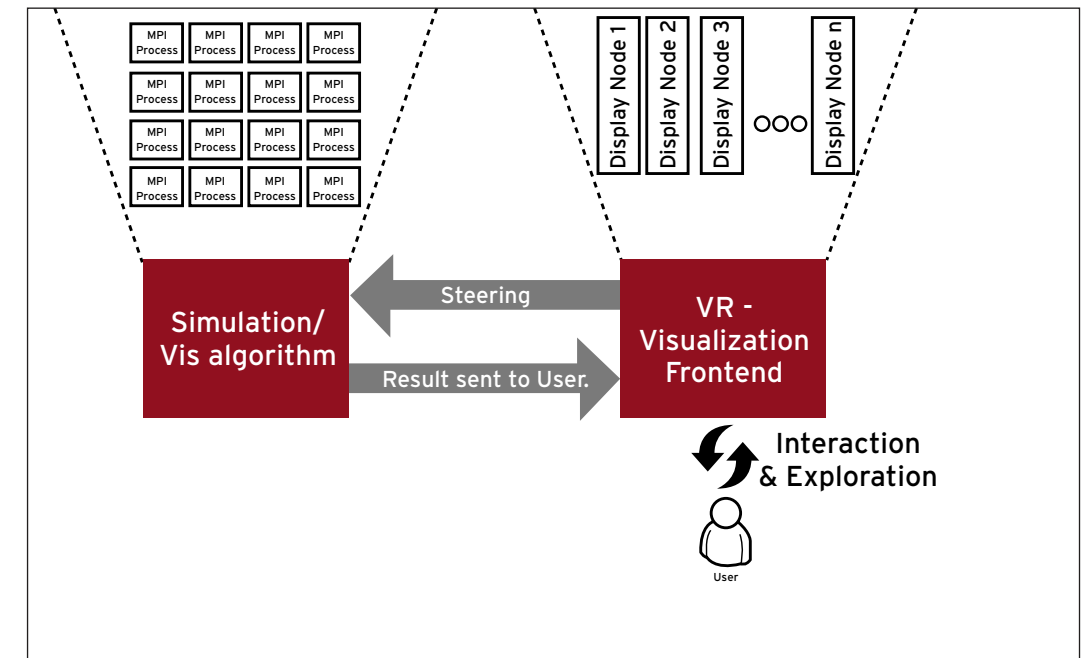 MPI
Process
MPI
Process
MPI
Process
MPI
Process
MPI
Process
MPI
Process
MPI
Process
MPI
Process
MPI
Process
MPI
Process
MPI
Process
MPI
Process
MPI
Process
MPI
Process
MPI
Process
MPI
Process
Display Node 1
Display Node 2
Display Node 3
Display Node n
Simulation/
Vis algorithm
Steering
Result sent to User.
VR -
Visualization
Frontend
Interaction
& Exploration
User